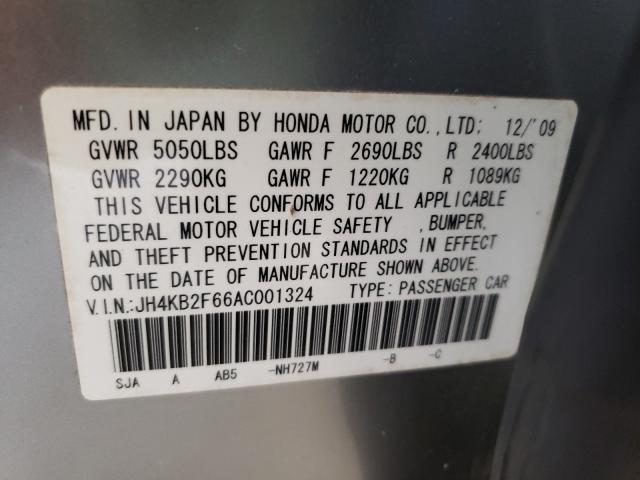 MFD. IN JAPAN BY HONDA MOTOR CO.,LTD; 12/'09
GVWR 5050LBS GAWR F 2690LBS R 2400LBS
GVWR 2290KG GAWR F 1220KG R 1089KG
THIS VEHICLE CONFORMS TO ALL APPLICABLE
FEDERAL MOTOR VEHICLE SAFETY , BUMPER,
AND THEFT PREVENTION STANDARDS IN EFFECT
ON THE DATE OF MANUFACTURE SHOWN ABOVE.
V.I.N.:JH4KB2F66AC001324 TYPE: PASSENGER CAR
SJA A AB5 -NH727M -B -C